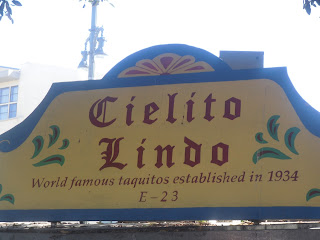 Cielito
Lindo
World famous taquitos established in 1934
E-23